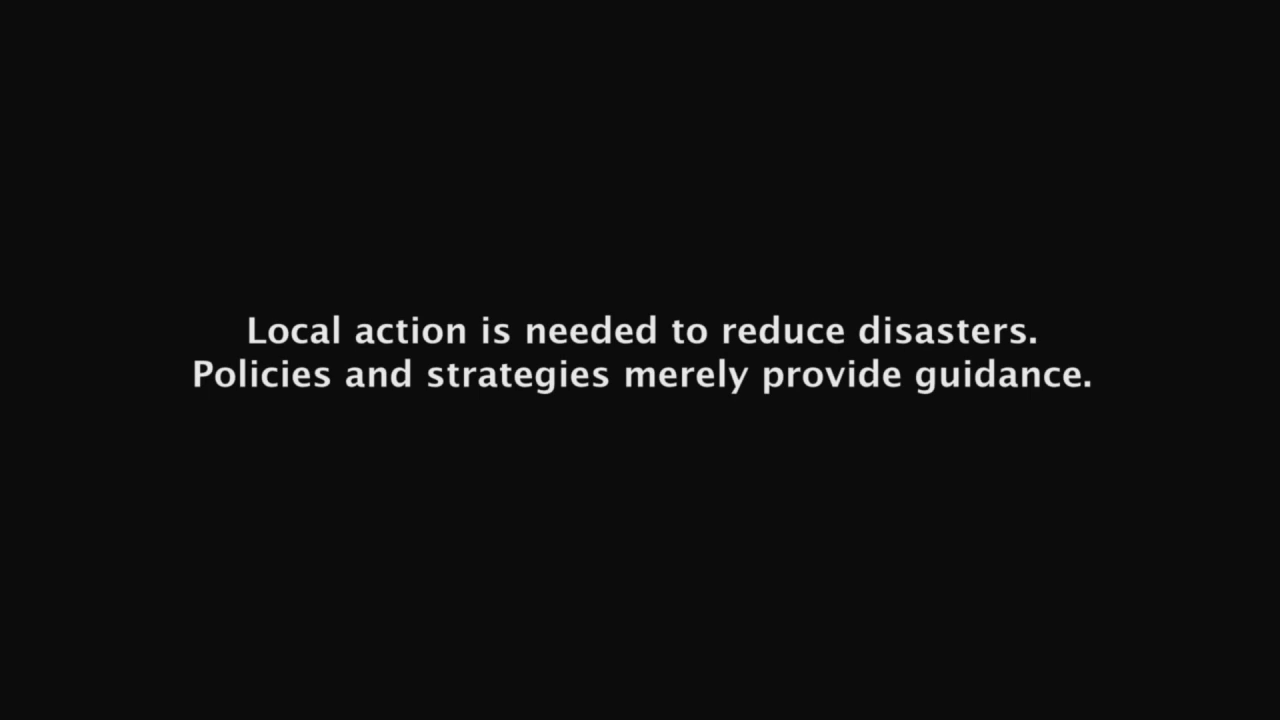 Local action is needed to reduce disasters.
Policies and strategies merely provide guidance.